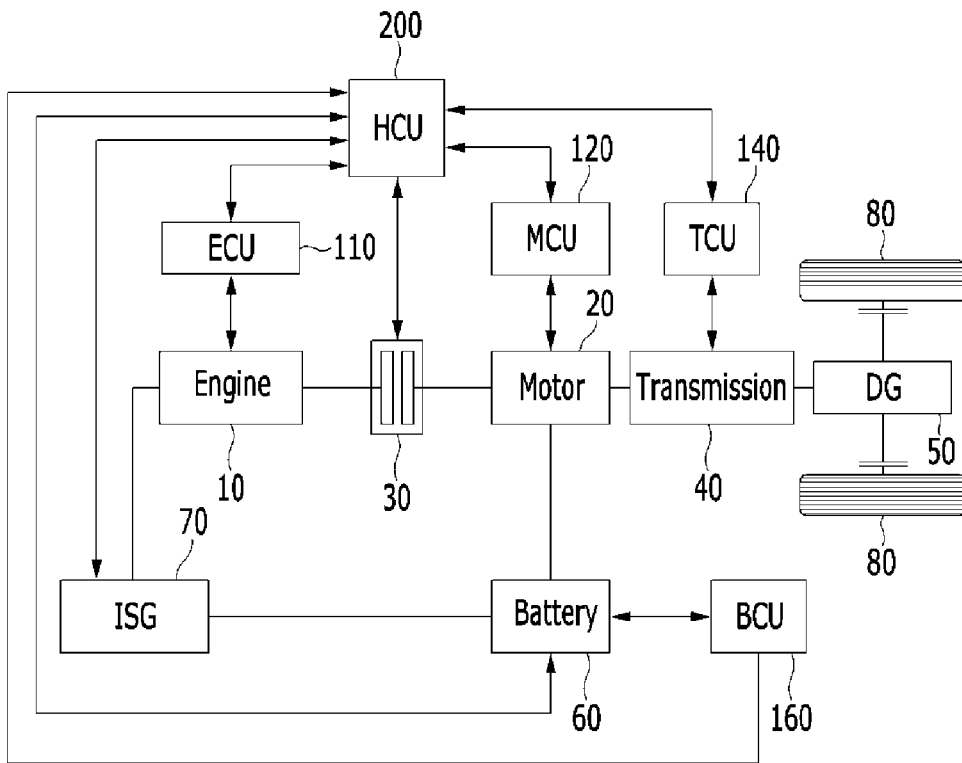 200
HCU
120
140
ECU
110
MCU
TCU
80
20
Engine
Motor
Transmission
DG
10
30
40
50
70
80
ISG
Battery
BCU
60
160